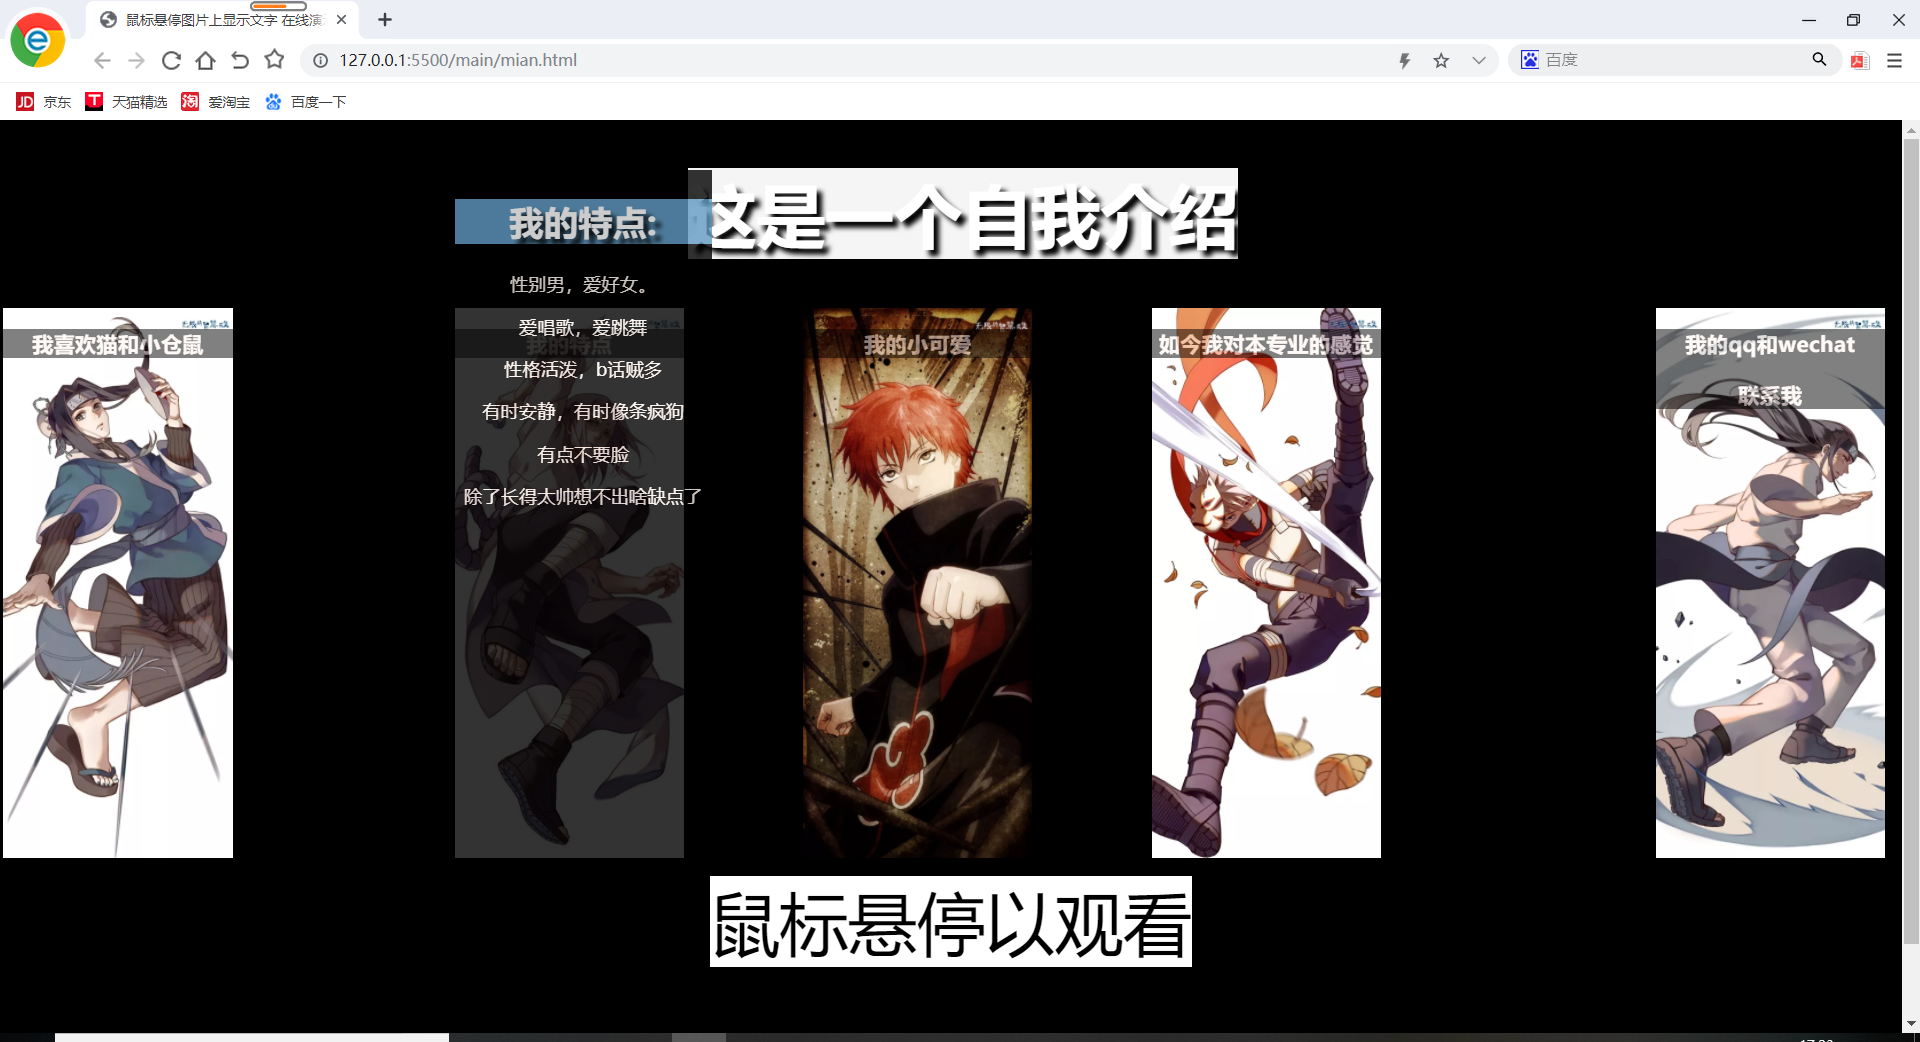 鼠标悬停图片上显示文字 在线演
127.0.0.1:5500/main/mian.html
百度
京东
天猫精选
爱淘宝
百度一下
这是一个自我介绍
我的特点:
性别男，爱好女。
爱唱歌，爱跳舞
我的特点
性格活泼，b话贼多
有时安静，有时像条疯狗
有点不要脸
除了长得太帅想不出啥缺点了
我喜欢猫和小仓鼠
我的小可爱
如今我对本专业的感觉
我的qq和wechat
联系我
鼠标悬停以观看